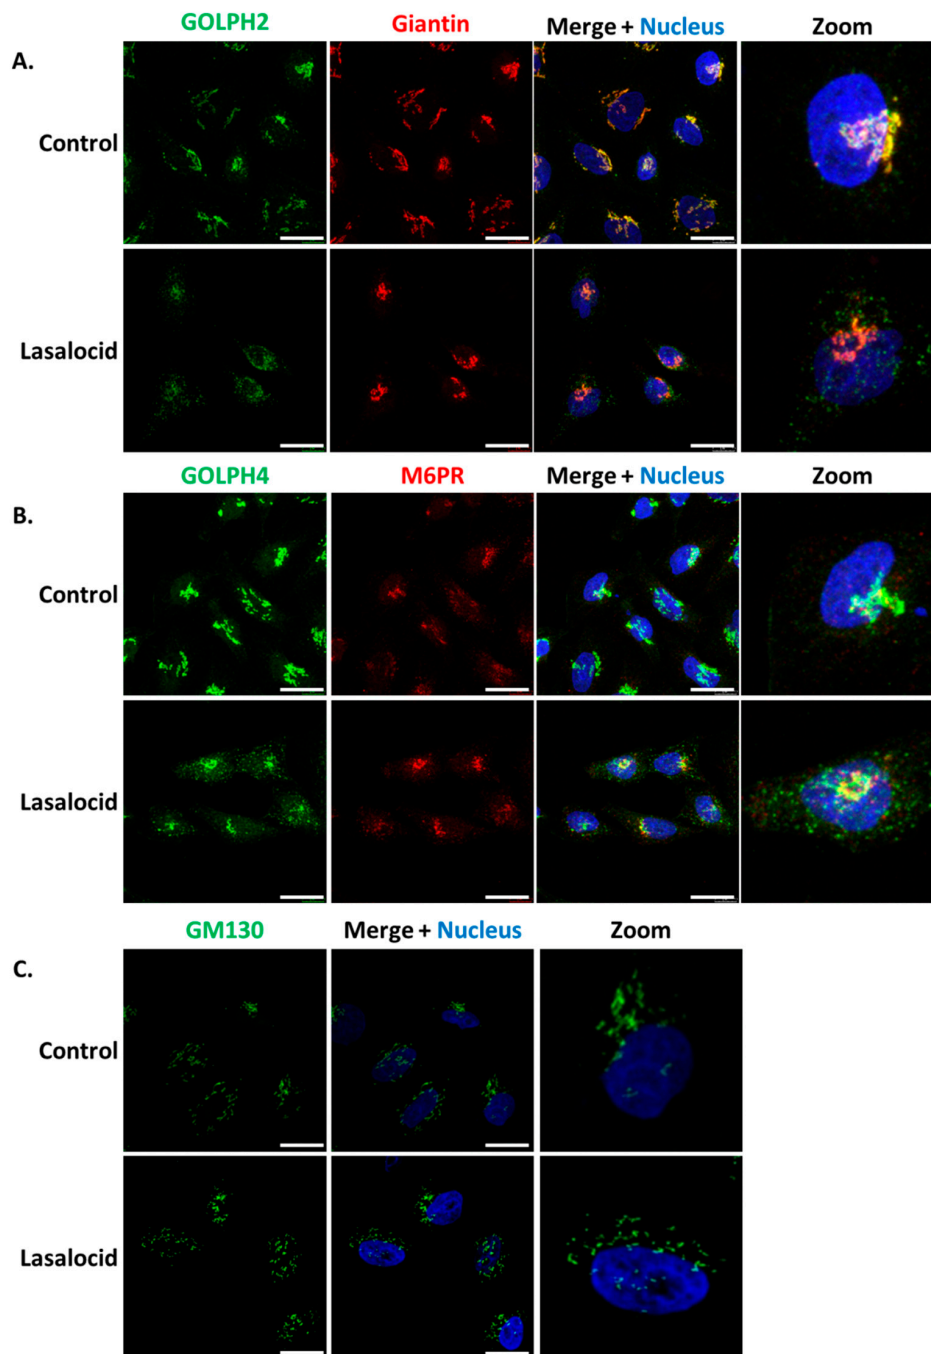 GOLPH2 Giantin Merge + Nucleus Zoom
A.
Control
Lasalocid
GOLPH4 M6PR Merge + Nucleus Zoom
B.
Control
Lasalocid
GM130 Merge + Nucleus Zoom
C.
Control
Lasalocid